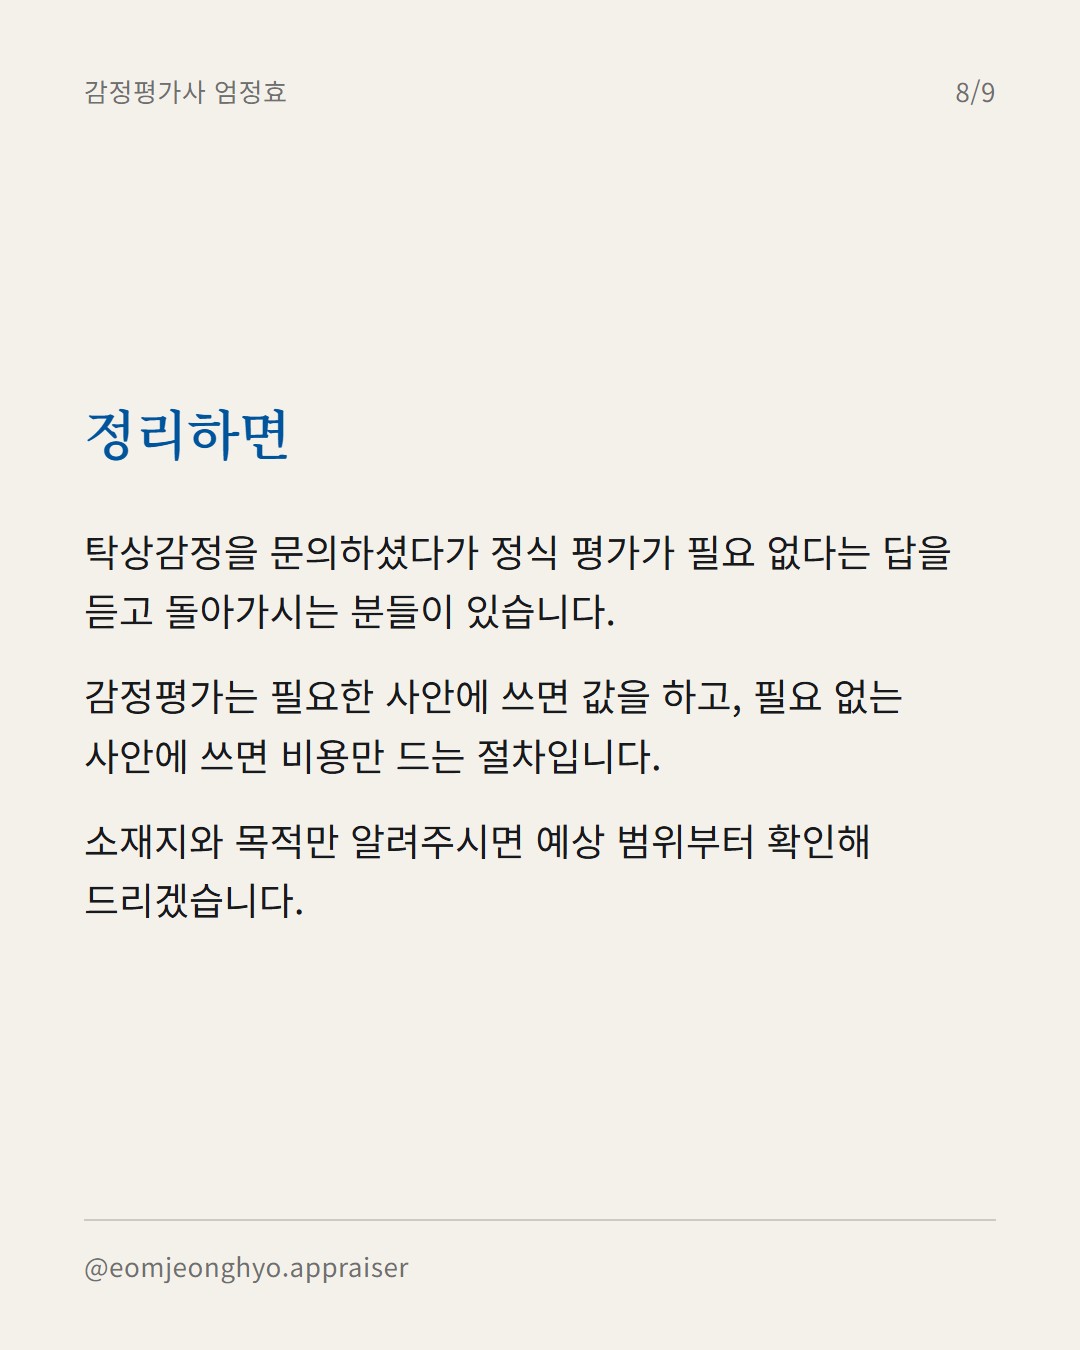 감정평가사 엄정효
8/9
정리하면
탁상감정을 문의하셨다가 정식 평가가 필요 없다는 답을
듣고 돌아가시는 분들이 있습니다.
감정평가는 필요한 사안에 쓰면 값을 하고, 필요 없는
사안에 쓰면 비용만 드는 절차입니다.
소재지와 목적만 알려주시면 예상 범위부터 확인해
드리겠습니다.
@eomjeonghyo.appraiser